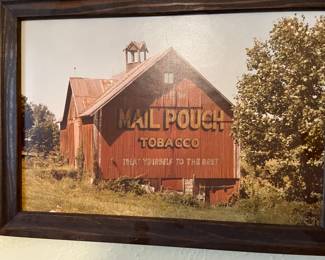 MAIL POUCH
TOBACCO
TREAT YOURSELF TO THE BEST